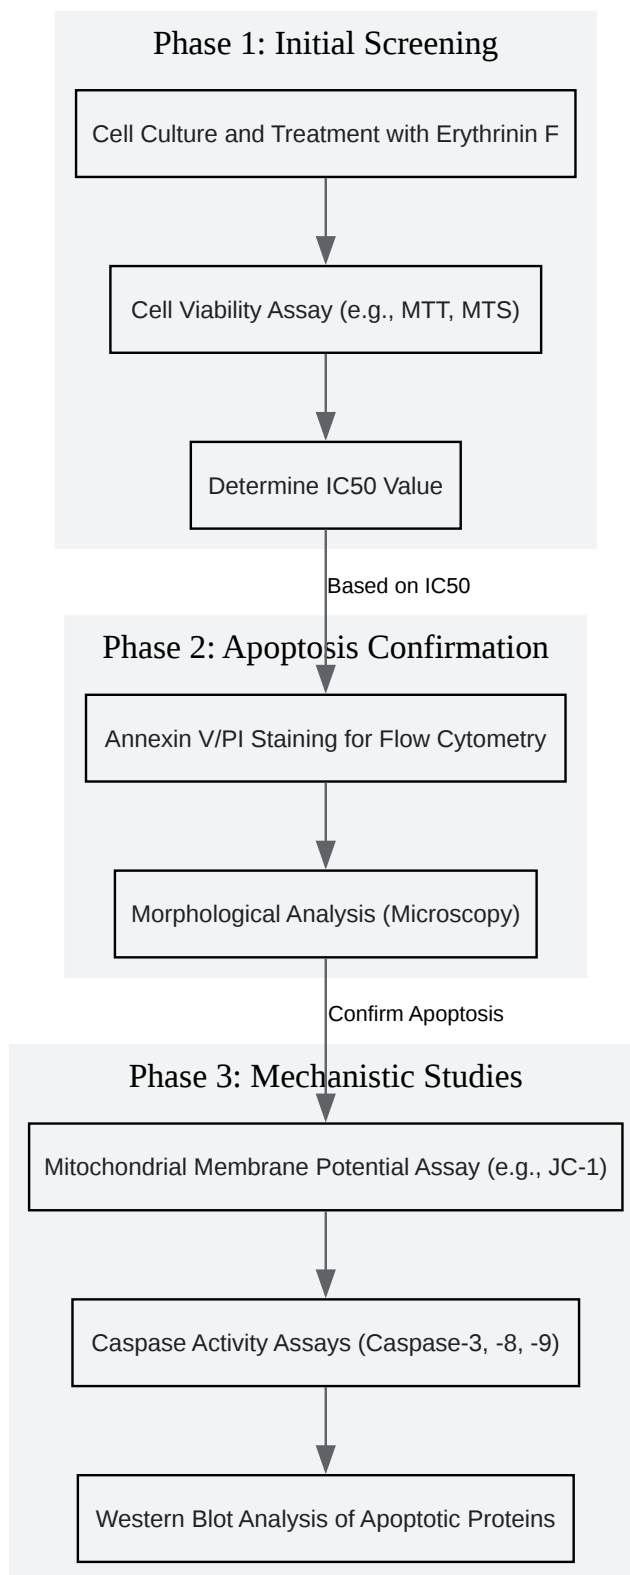 Phase 1: Initial Screening
Cell Culture and Treatment with Erythrinin F
Cell Viability Assay (e.g., MTT, MTS)
Determine IC50 Value
Based on IC50
Phase 2: Apoptosis Confirmation
Annexin V/PI Staining for Flow Cytometry
Morphological Analysis (Microscopy)
Confirm Apoptosis
Phase 3: Mechanistic Studies
Mitochondrial Membrane Potential Assay (e.g., JC-1)
Caspase Activity Assays (Caspase-3, -8, -9)
Western Blot Analysis of Apoptotic Proteins